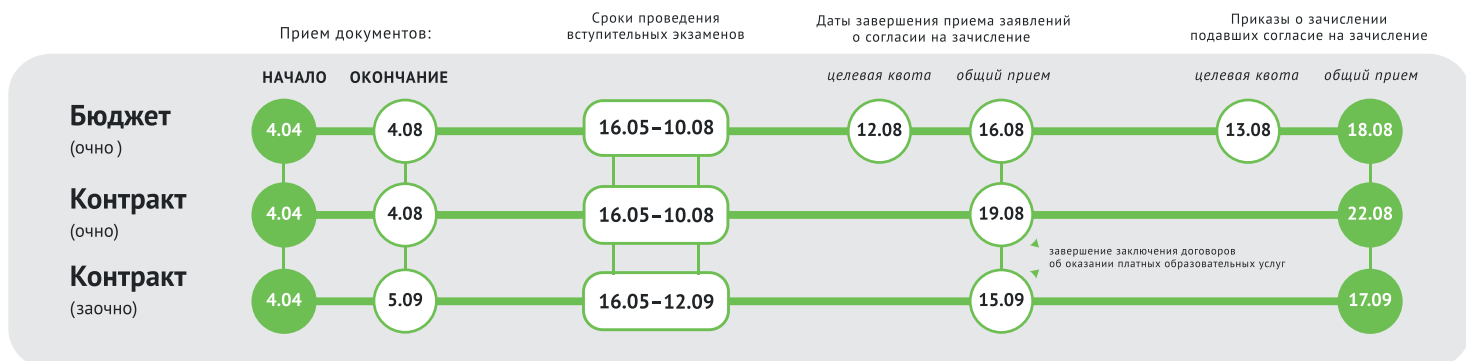 Прием документов:
Сроки проведения
вступительных экзаменов
Даты завершения приема заявлений
о согласии на зачисление
Приказы о зачислении
подавших согласие на зачисление
НАЧАЛО ОКОНЧАНИЕ целевая квота общий прием целевая квота общий прием
Бюджет
(очно )
4.04 4.08 16.05–10.08 12.08 16.08 13.08 18.08
Контракт
(очно)
4.04 4.08 16.05–10.08 19.08 22.08
завершение заключения договоров
об оказании платных образовательных услуг
Контракт
(заочно)
4.04 5.09 16.05–12.09 15.09 17.09